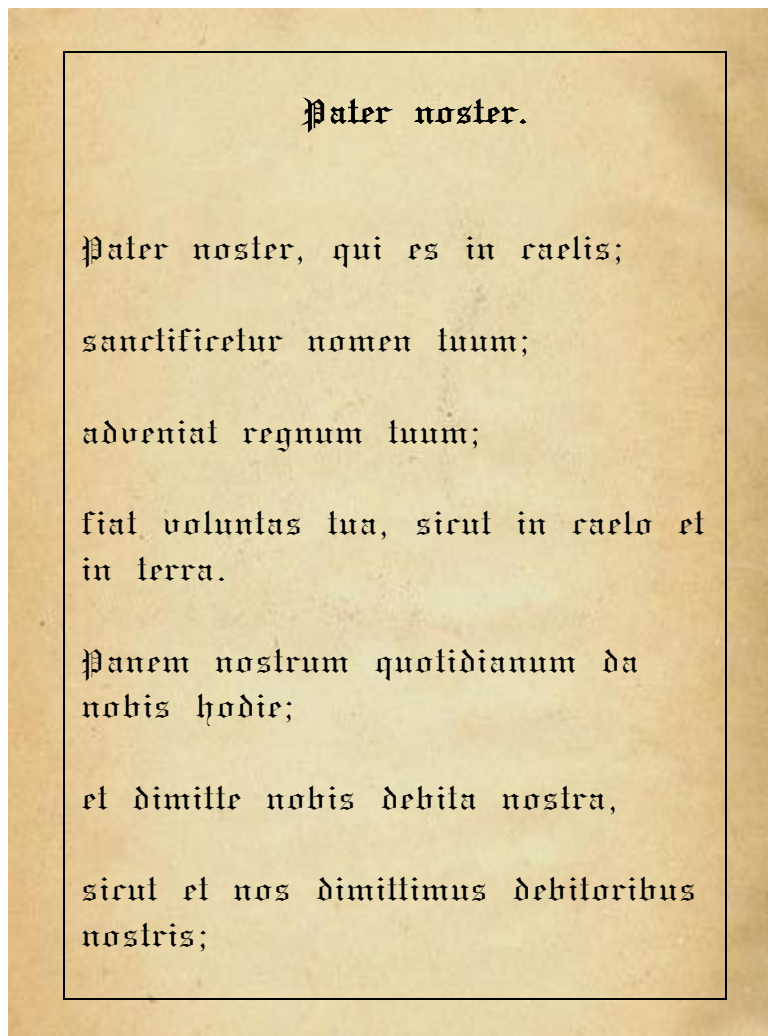 Pater noster.
Pater noster, qui es in caelis;
sanctificetur nomen tuum;
adveniat regnum tuum;
fiat voluntas tua, sicut in caelo et
in terra.
Panem nostrum quotidianum da
nobis hodie;
et dimitte nobis debita nostra,
sicut et nos dimittimus debitoribus
nostris;